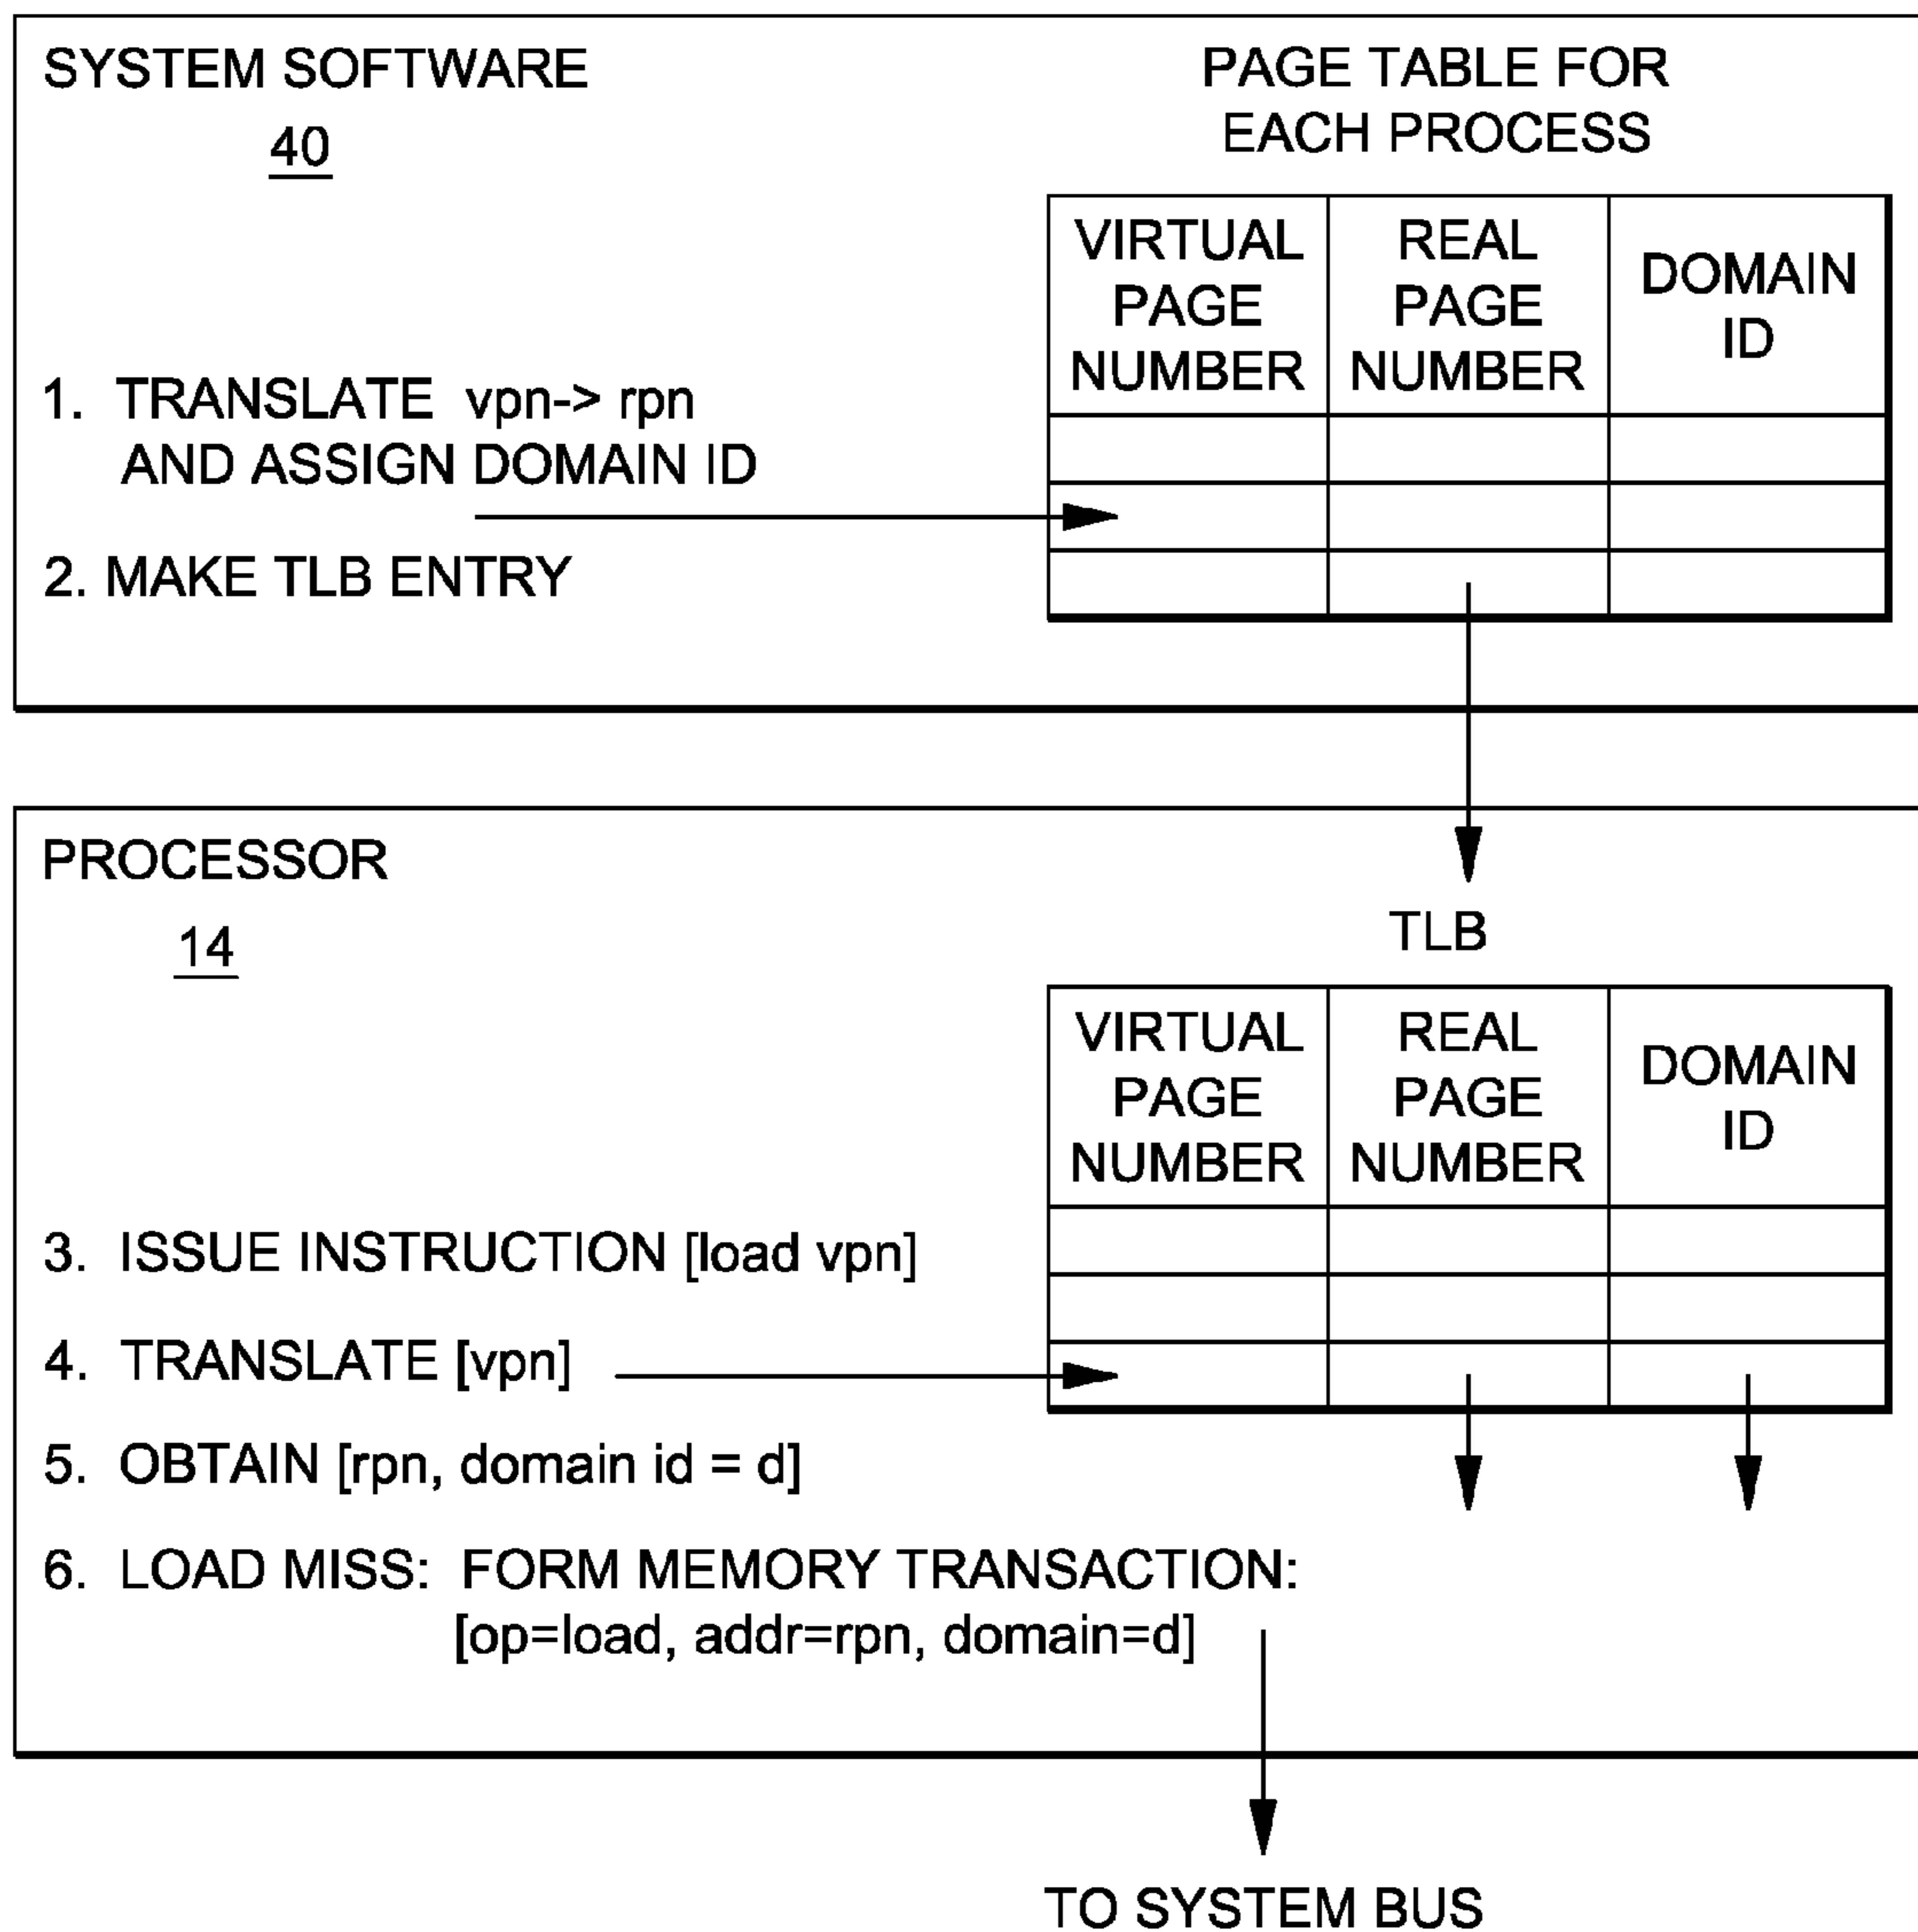 SYSTEM SOFTWARE
40
PAGE TABLE FOR
EACH PROCESS
VIRTUAL
PAGE
NUMBER
REAL
PAGE
NUMBER
DOMAIN
ID
1. TRANSLATE vpn-> rpn
AND ASSIGN DOMAIN ID
2. MAKE TLB ENTRY
PROCESSOR
14
TLB
VIRTUAL
PAGE
NUMBER
REAL
PAGE
NUMBER
DOMAIN
ID
3. ISSUE INSTRUCTION [load vpn]
4. TRANSLATE [vpn]
5. OBTAIN [rpn, domain id = d]
6. LOAD MISS: FORM MEMORY TRANSACTION:
[op=load, addr=rpn, domain=d]
TO SYSTEM BUS